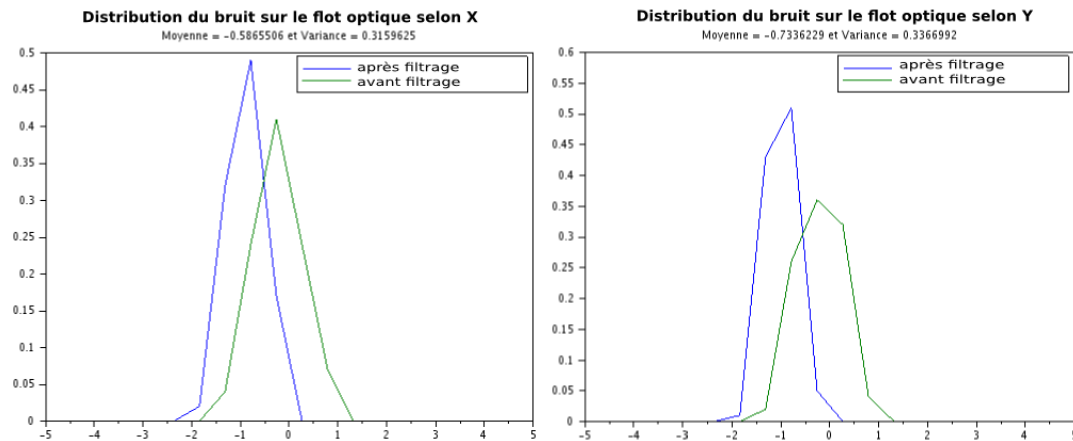 Distribution du bruit sur le flot optique selon X
Moyenne = -0.5865506 et Variance = 0.3159625
0.5
0.45
0.4
0.35
0.3
0.25
0.2
0.15
0.1
0.05
0
-5 -4 -3 -2 -1 0 1 2 3 4 5
après filtrage
avant filtrage
Distribution du bruit sur le flot optique selon Y
Moyenne = -0.7336229 et Variance = 0.3366992
0.6
0.55
0.5
0.45
0.4
0.35
0.3
0.25
0.2
0.15
0.1
0.05
0
-5 -4 -3 -2 -1 0 1 2 3 4 5
après filtrage
avant filtrage